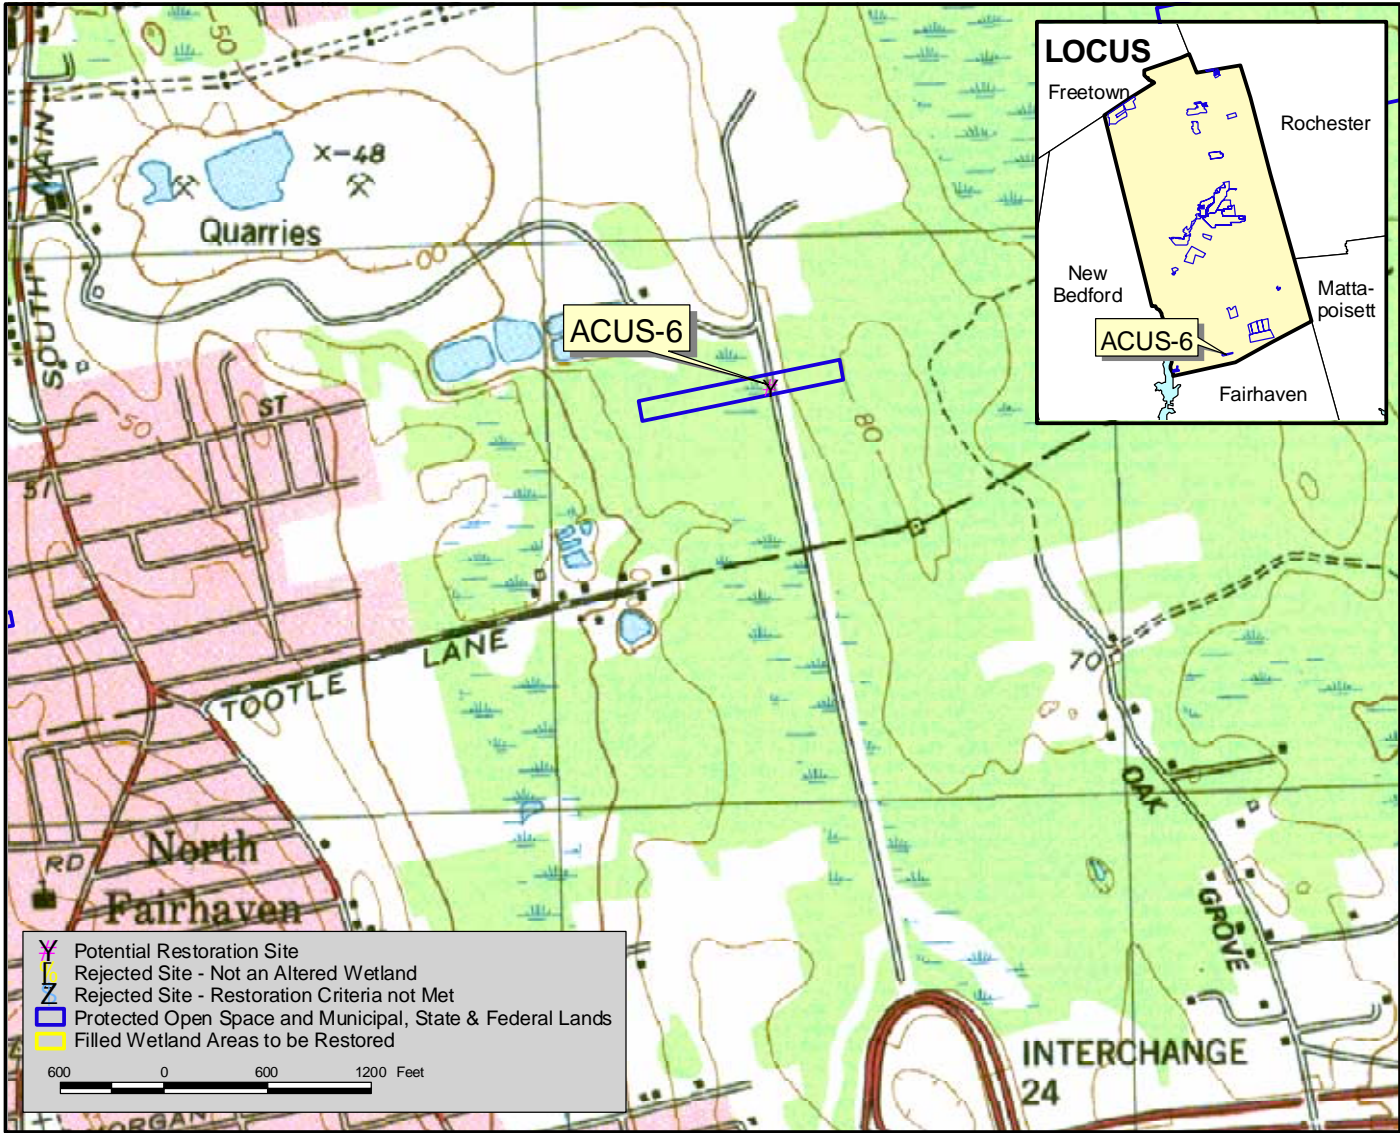 50
LOCUS
Freetown
Rochester
New
Bedford
Matta-
poisett
ACUS-6
Fairhaven
MAIN
SOUTH
X-48
Quarries
ACUS-6
50
ST
80
LANE
TOOTLE
70
OAK
GROVE
North
Fairhaven
RD
INTERCHANGE
24
Potential Restoration Site
Rejected Site - Not an Altered Wetland
Rejected Site - Restoration Criteria not Met
Protected Open Space and Municipal, State & Federal Lands
Filled Wetland Areas to be Restored
600 0 600 1200 Feet